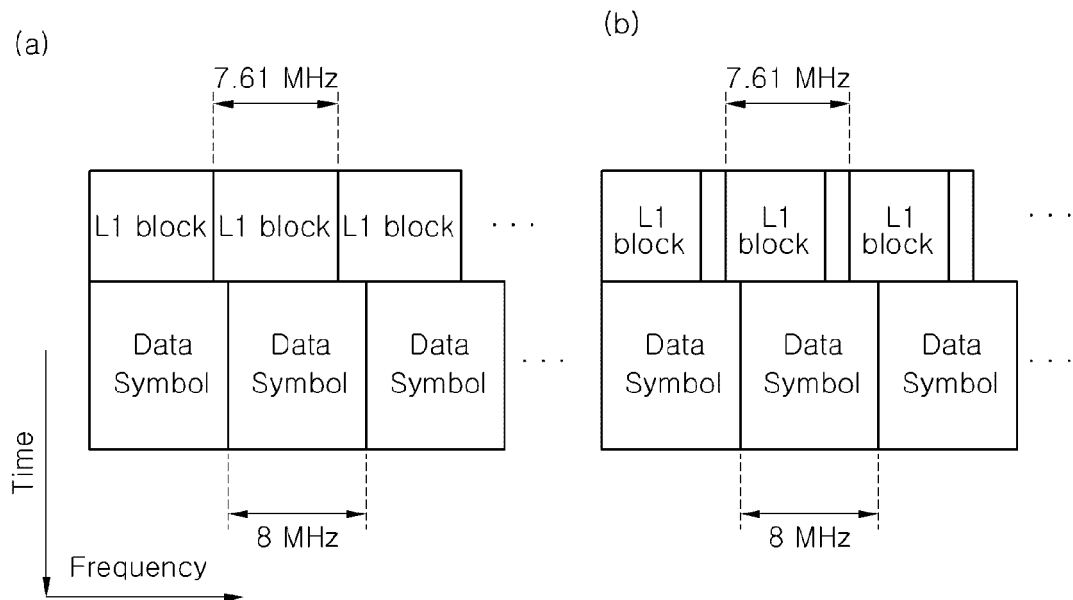 (a)
(b)
7.61 MHz
7.61 MHz
L1 block L1 block L1 block . . .
L1 block
L1 block
L1 block
. . .
Data Symbol
Data Symbol
Data Symbol
. . .
Data Symbol
Data Symbol
Data Symbol
. . .
8 MHz
8 MHz
Time
Frequency